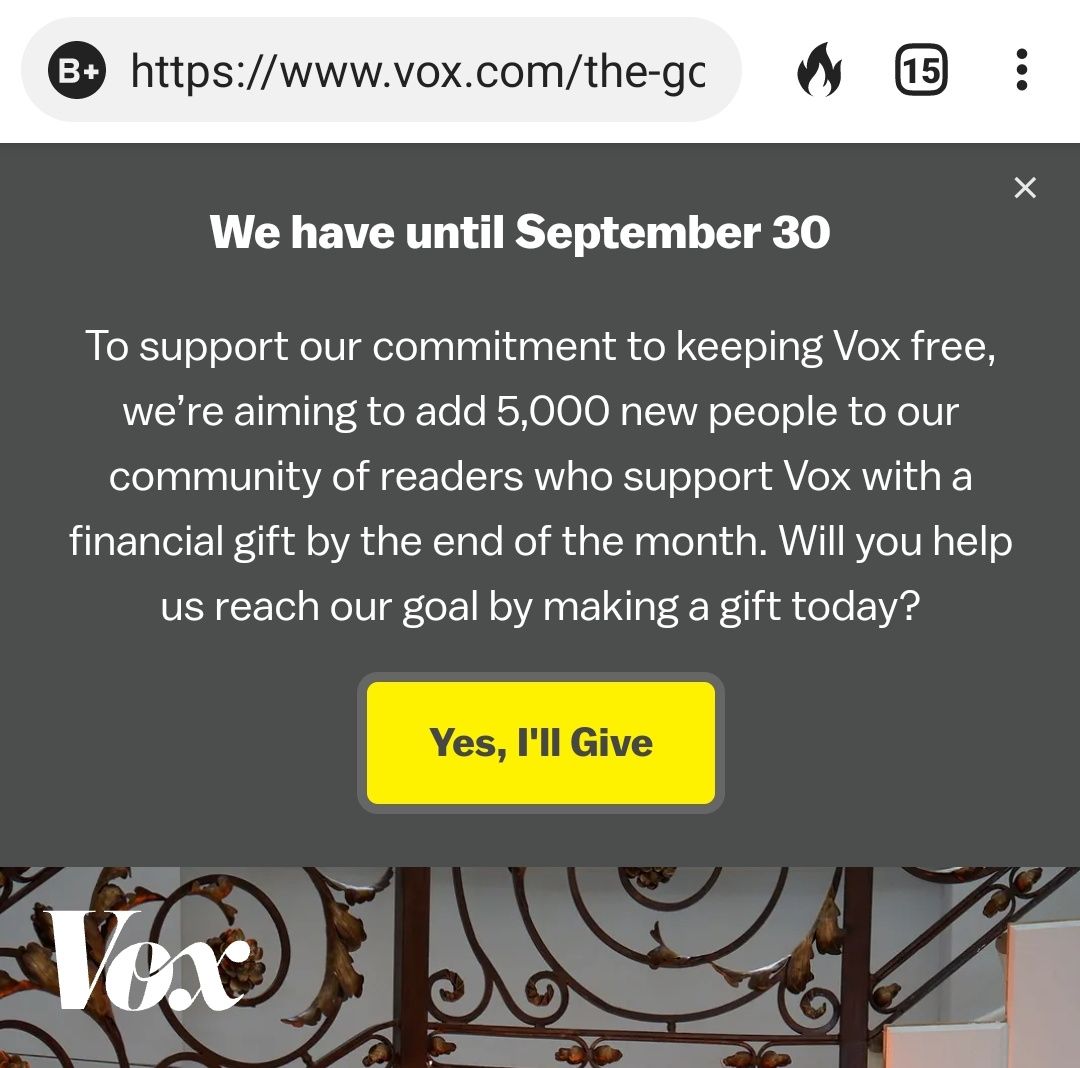 B+ https://www.vox.com/the-go 15
We have until September 30
To support our commitment to keeping Vox free,
we’re aiming to add 5,000 new people to our
community of readers who support Vox with a
financial gift by the end of the month. Will you help
us reach our goal by making a gift today?
Yes, I'll Give
Vox